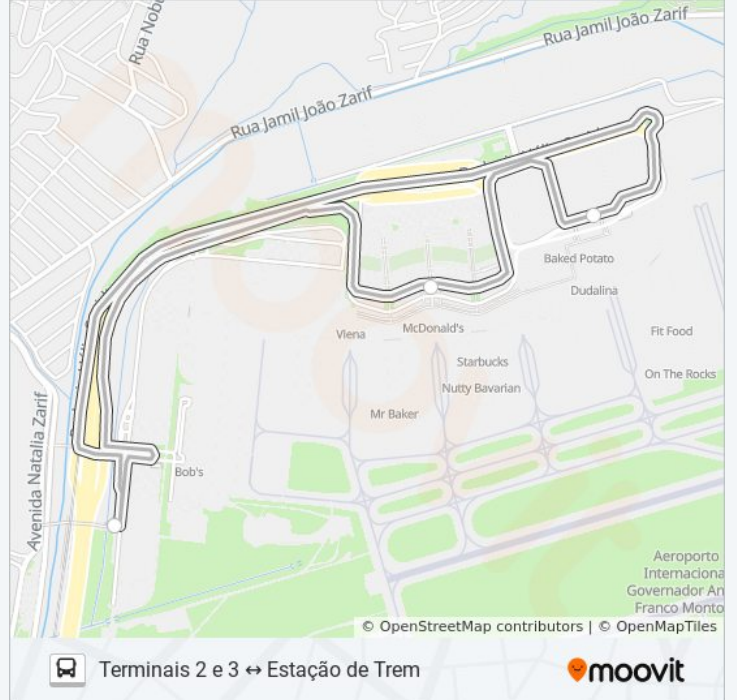 Rua Nobu
Rua Jamil João Zarif
Rua Jamil João Zarif
Baked Potato
Dudalina
Viena
McDonald's
Fit Food
Starbucks
On The Rocks
Nutty Bavarian
Mr Baker
Avenida Natalia Zarif
Bob's
Aeroporto
Internaciona
Governador An
Franco Monto
© OpenStreetMap contributors | © OpenMapTiles
Terminais 2 e 3 ↔ Estação de Trem
moovit